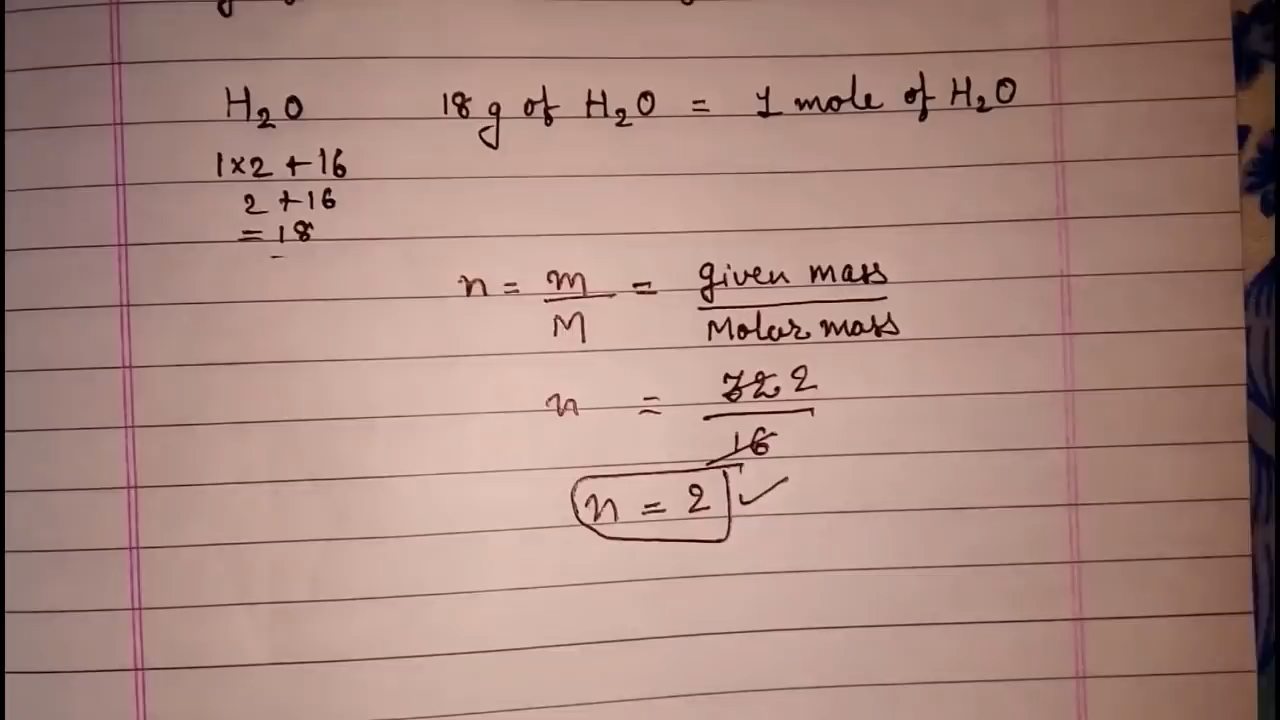 H₂O 18 g of H₂O = 1 mole of H₂O
1×2 + 16
2 + 16
= 18
n = m/M = given mass/Molar mass
n = 32 2/16
n = 2 ✓